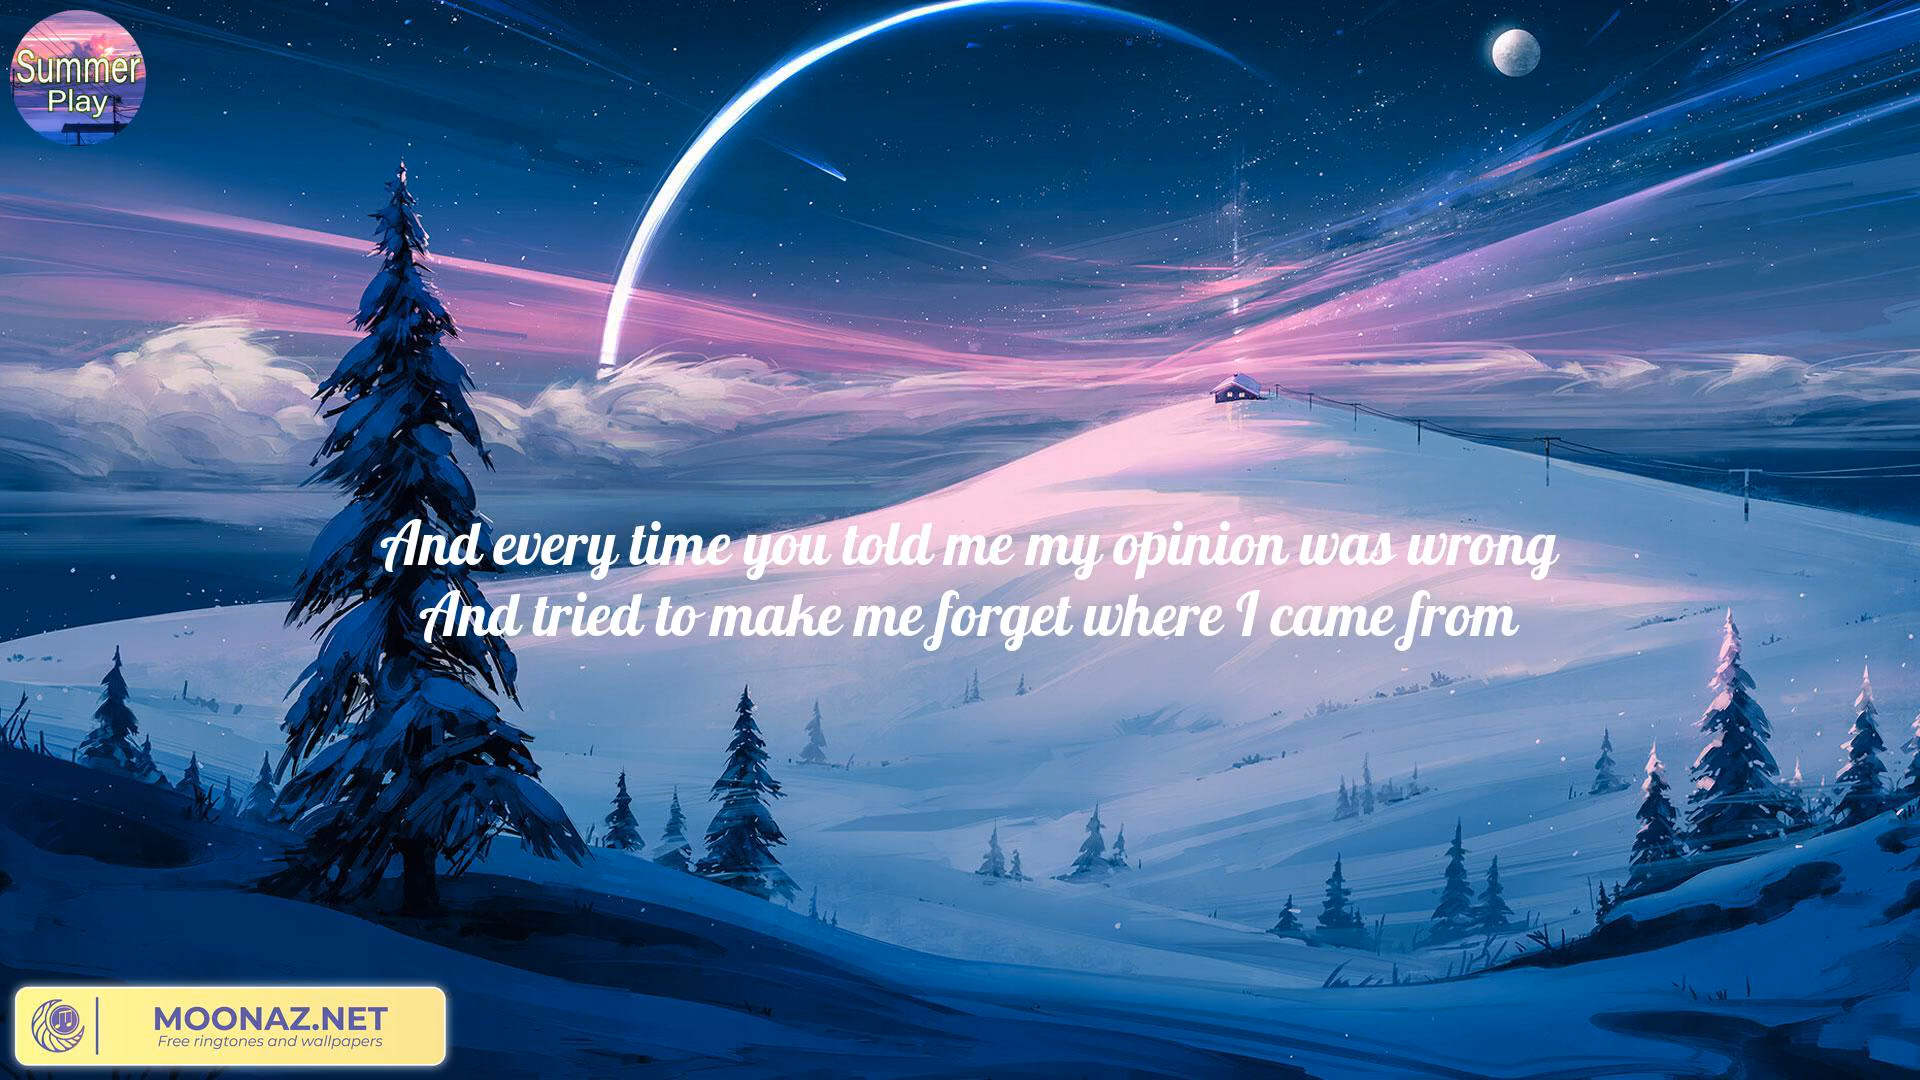 Summer
Play
And every time you told me my opinion was wrong
And tried to make me forget where I came from
MOONAZ.NET
Free ringtones and wallpapers